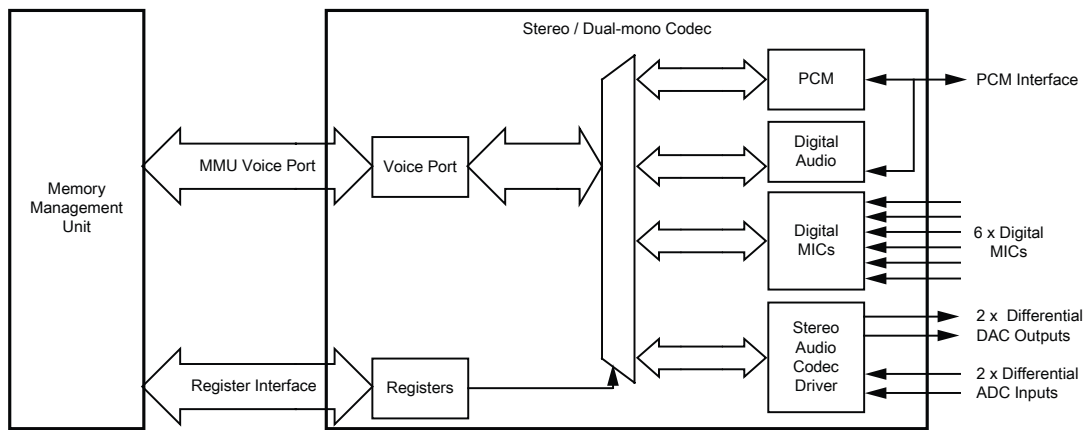 Stereo / Dual-mono Codec
PCM
PCM Interface
Digital
Audio
MMU Voice Port
Voice Port
Memory
Management
Unit
Digital
MICs
6 x Digital
MICs
Stereo
Audio
Codec
Driver
2 x Differential
DAC Outputs
2 x Differential
ADC Inputs
Register Interface
Registers